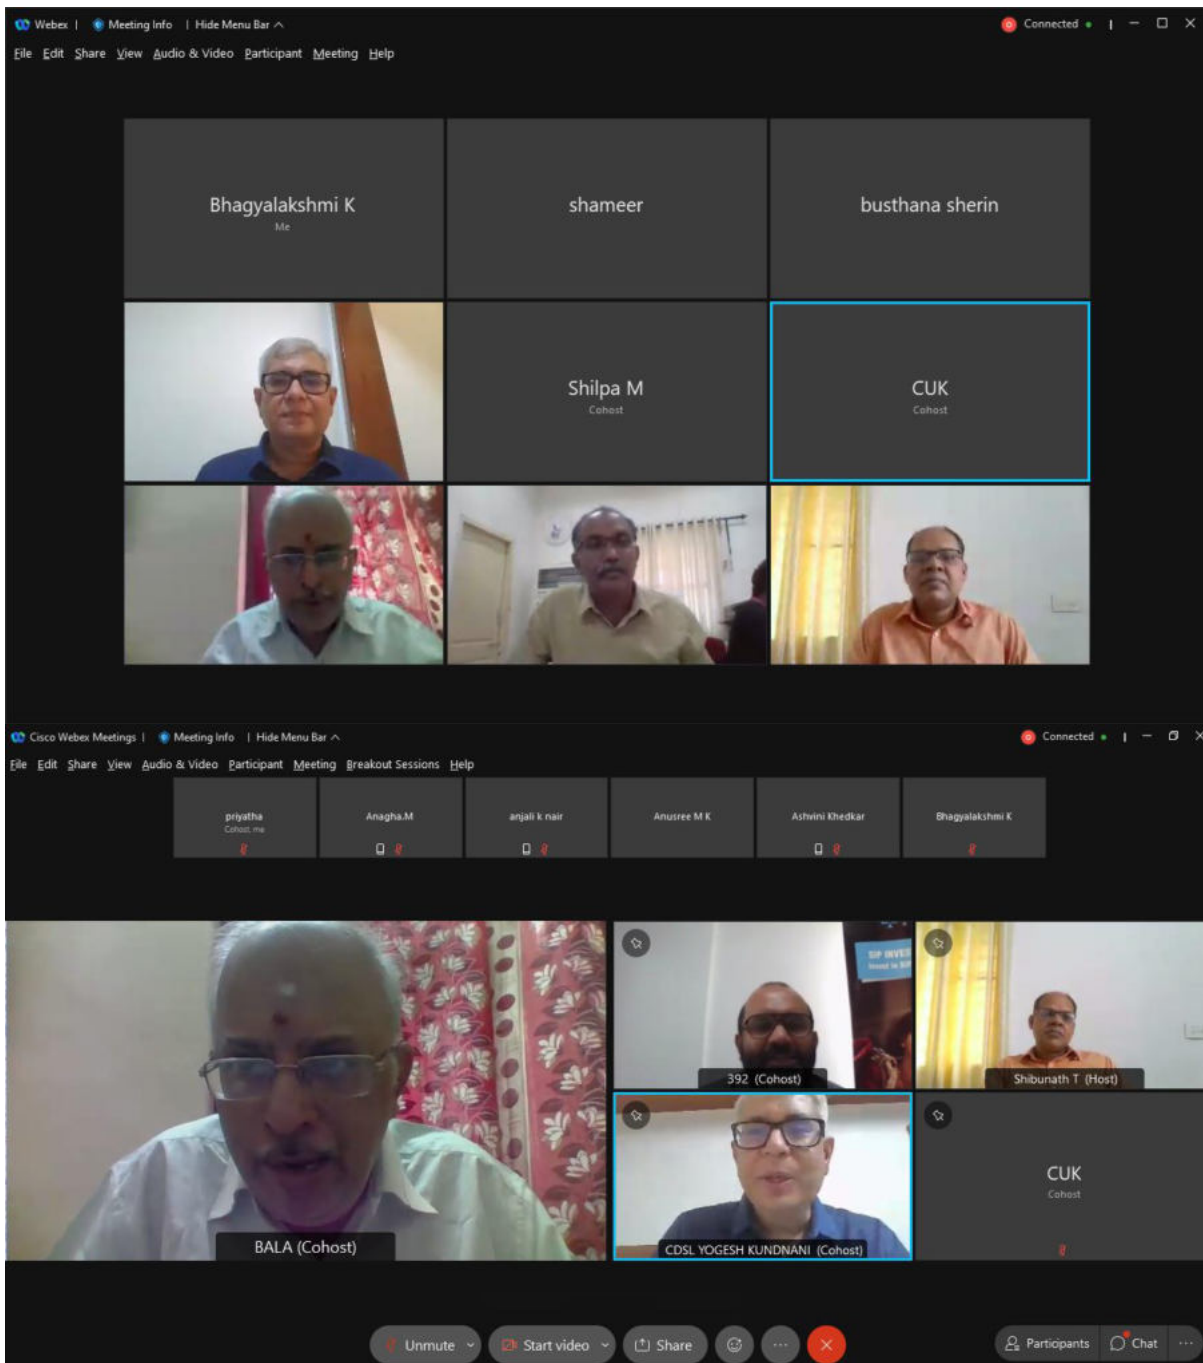 Webex | Meeting Info | Hide Menu Bar
Connected
File Edit Share View Audio & Video Participant Meeting Help
Bhagyalakshmi K
Me
shameer
busthana sherin
Shilpa M
Cohost
CUK
Cohost
Cisco Webex Meetings | Meeting Info | Hide Menu Bar
Connected
File Edit Share View Audio & Video Participant Meeting Breakout Sessions Help
priyatha
Cohost, me
Anagha.M
anjali k nair
Anusree M K
Ashvini Khedkar
Bhagyalakshmi K
SIP INVES
392 (Cohost)
Shibunath T (Host)
BALA (Cohost)
CDSL YOGESH KUNDNANI (Cohost)
CUK
Cohost
Unmute
Start video
Share
Participants
Chat